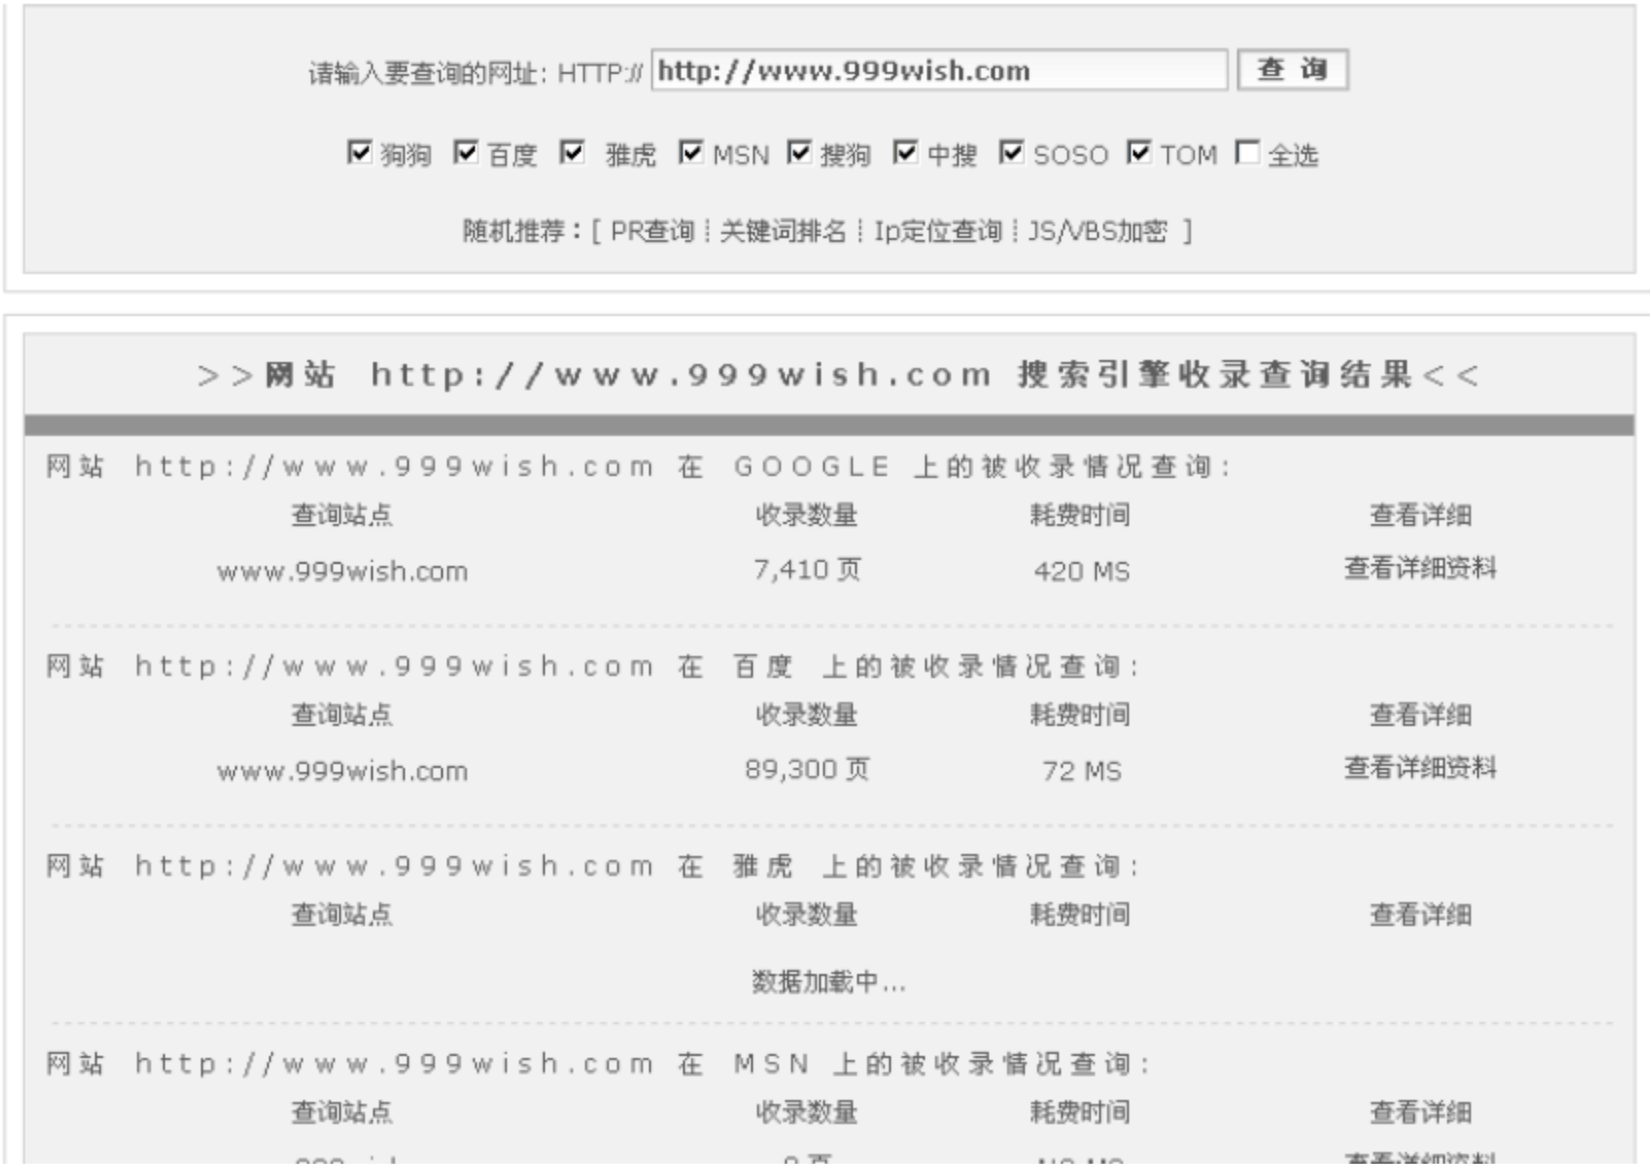 请输入要查询的网址: HTTP:// http://www.999wish.com 查 询
狗狗 百度 雅虎 MSN 搜狗 中搜 SOSO TOM 全选
随机推荐：[ PR查询┊关键词排名┊Ip定位查询┊JS/VBS加密 ]
>>网站 http://www.999wish.com 搜索引擎收录查询结果<<
网站 http://www.999wish.com 在 GOOGLE 上的被收录情况查询:
查询站点 收录数量 耗费时间 查看详细
www.999wish.com 7,410 页 420 MS 查看详细资料
网站 http://www.999wish.com 在 百度 上的被收录情况查询:
查询站点 收录数量 耗费时间 查看详细
www.999wish.com 89,300 页 72 MS 查看详细资料
网站 http://www.999wish.com 在 雅虎 上的被收录情况查询:
查询站点 收录数量 耗费时间 查看详细
数据加载中...
网站 http://www.999wish.com 在 MSN 上的被收录情况查询:
查询站点 收录数量 耗费时间 查看详细
页 查看详细资料